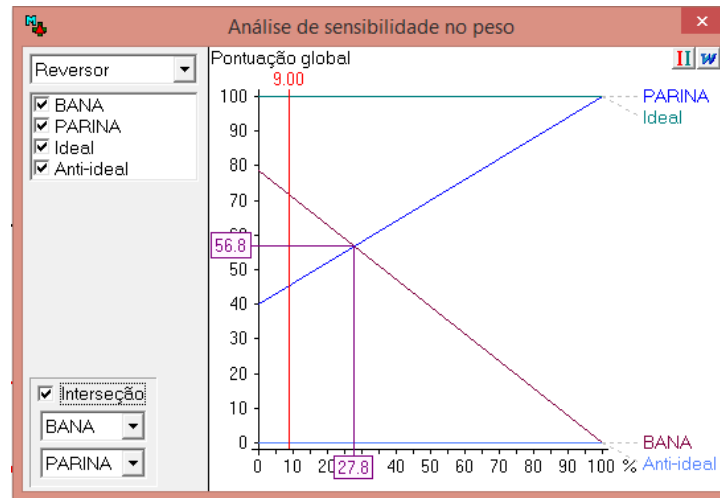 Análise de sensibilidade no peso
x
Reversor
BANA
PARINA
Ideal
Anti-ideal
Interseção
BANA
PARINA
Pontuação global
9.00
II w
100
90
80
70
60
56.8
50
40
30
20
10
0
0 10 20 27.8 40 50 60 70 80 90 100 %
PARINA
Ideal
BANA
Anti-ideal